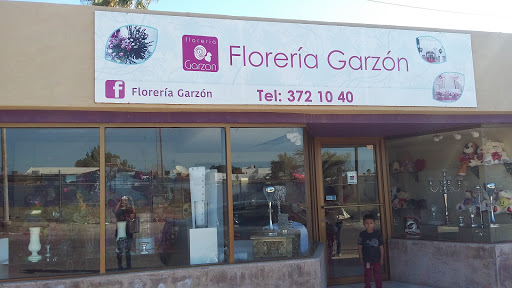 florería
Garzón
Florería Garzón
f Florería Garzón
Tel: 372 10 40